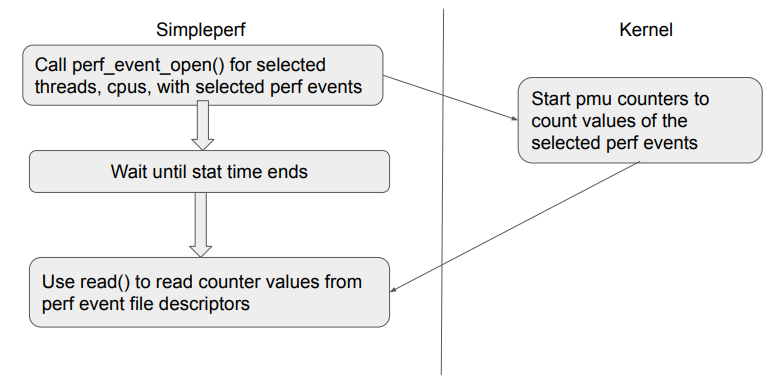 Simpleperf
Kernel
Call perf_event_open() for selected
threads, cpus, with selected perf events
Start pmu counters to
count values of the
selected perf events
Wait until stat time ends
Use read() to read counter values from
perf event file descriptors